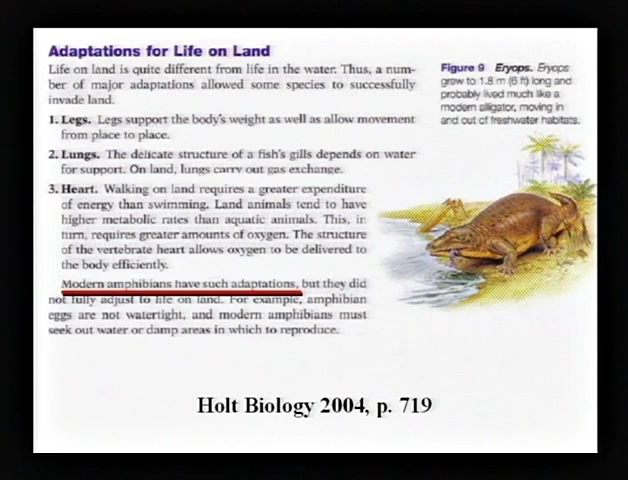 Adaptations for Life on Land
Life on land is quite different from life in the water. Thus, a num-
ber of major adaptations allowed some species to successfully
invade land.
1. Legs. Legs support the body's weight as well as allow movement
from place to place.
2. Lungs. The delicate structure of a fish's gills depends on water
for support. On land, lungs carry out gas exchange.
3. Heart. Walking on land requires a greater expenditure
of energy than swimming. Land animals tend to have
higher metabolic rates than aquatic animals. This, in
turn, requires greater amounts of oxygen. The structure
of the vertebrate heart allows oxygen to be delivered to
the body efficiently.
Modern amphibians have such adaptations, but they did
not fully adjust to life on land. For example, amphibian
eggs are not watertight, and modern amphibians must
seek out water or damp areas in which to reproduce.
Figure 9 Eryops. Eryops
grew to 1.8 m (6 ft) long and
probably lived much like a
modern alligator, moving in
and out of freshwater habitats.
Holt Biology 2004, p. 719